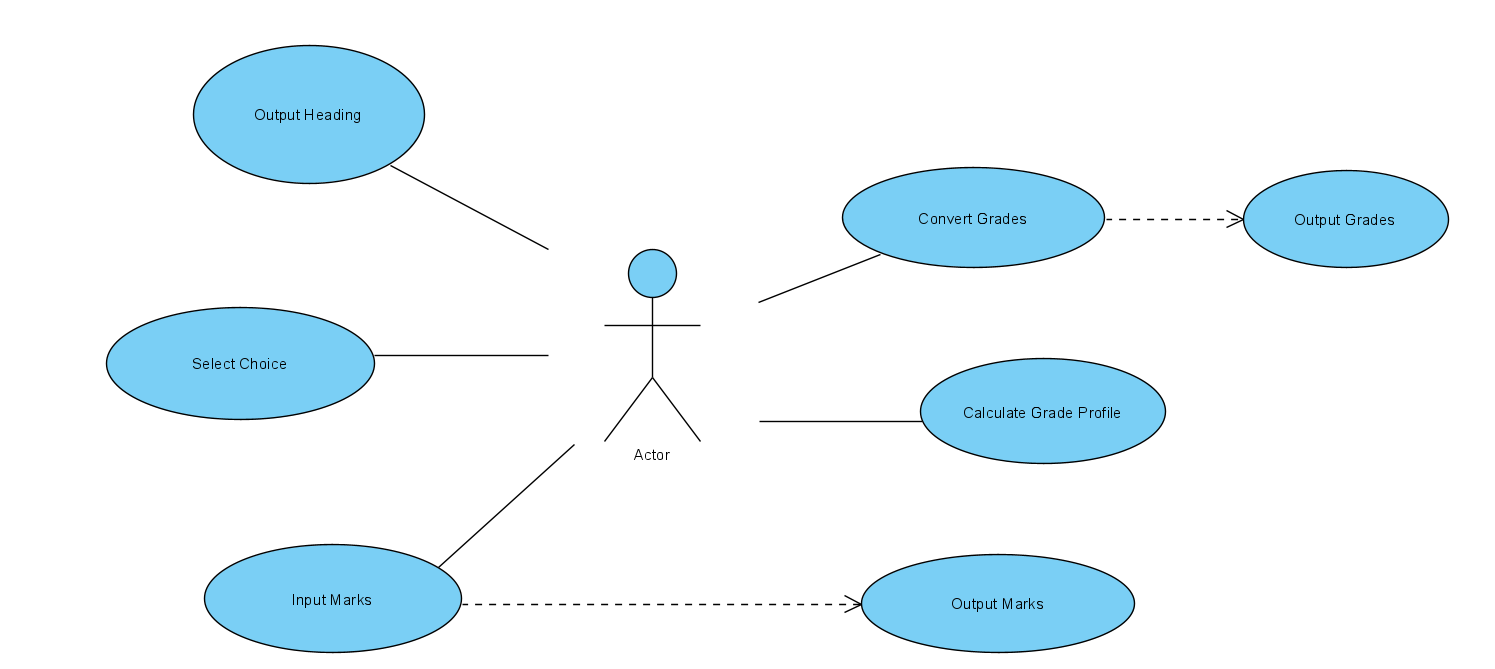 Output Heading
Convert Grades
Output Grades
Select Choice
Calculate Grade Profile
Actor
Input Marks
Output Marks